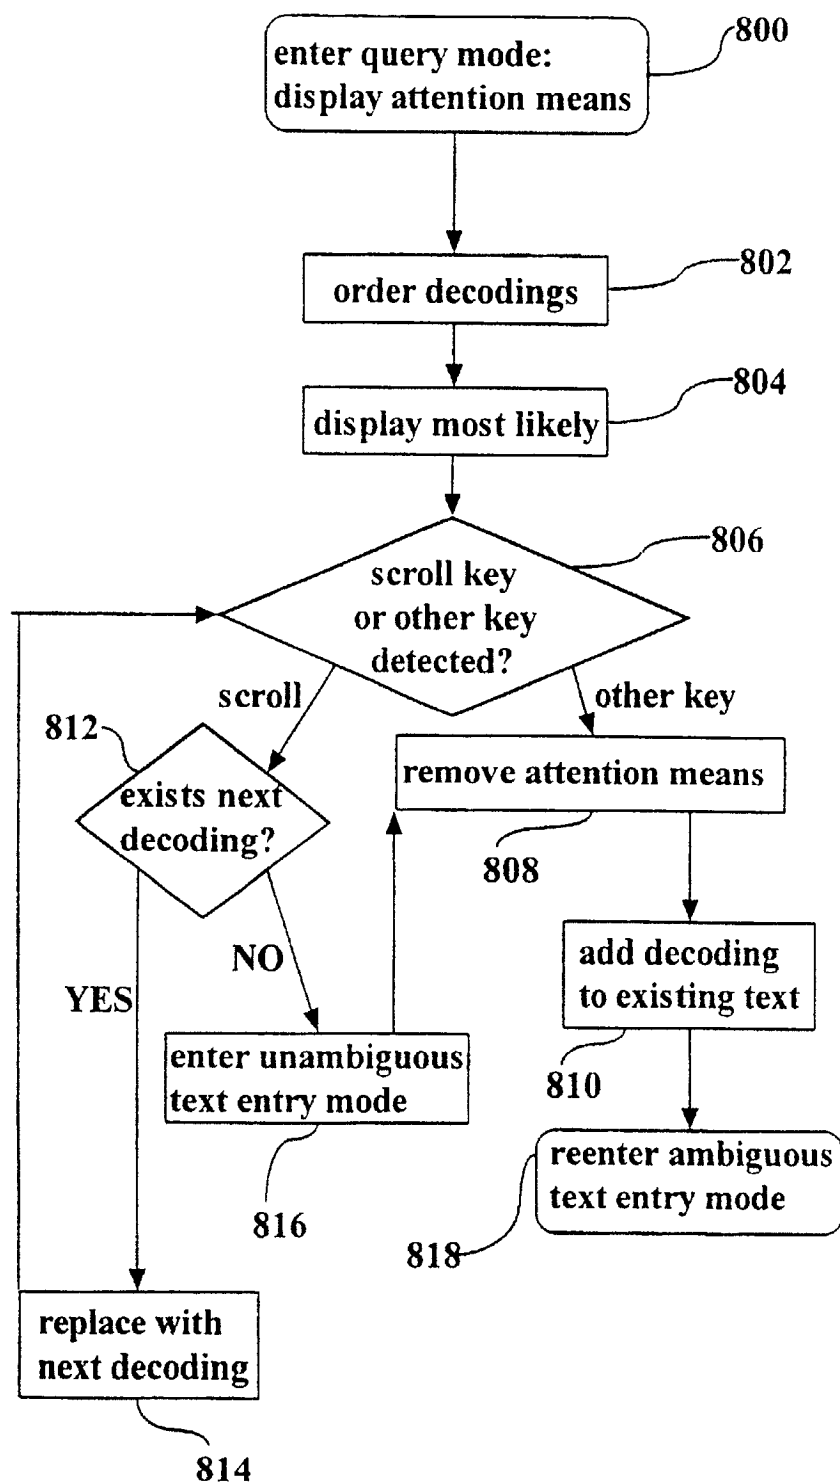 800
enter query mode:
display attention means
802
order decodings
804
display most likely
806
scroll key
or other key
detected?
scroll
other key
812
exists next
decoding?
remove attention means
808
NO
YES
add decoding
to existing text
810
enter unambiguous
text entry mode
816
reenter ambiguous
text entry mode
818
replace with
next decoding
814